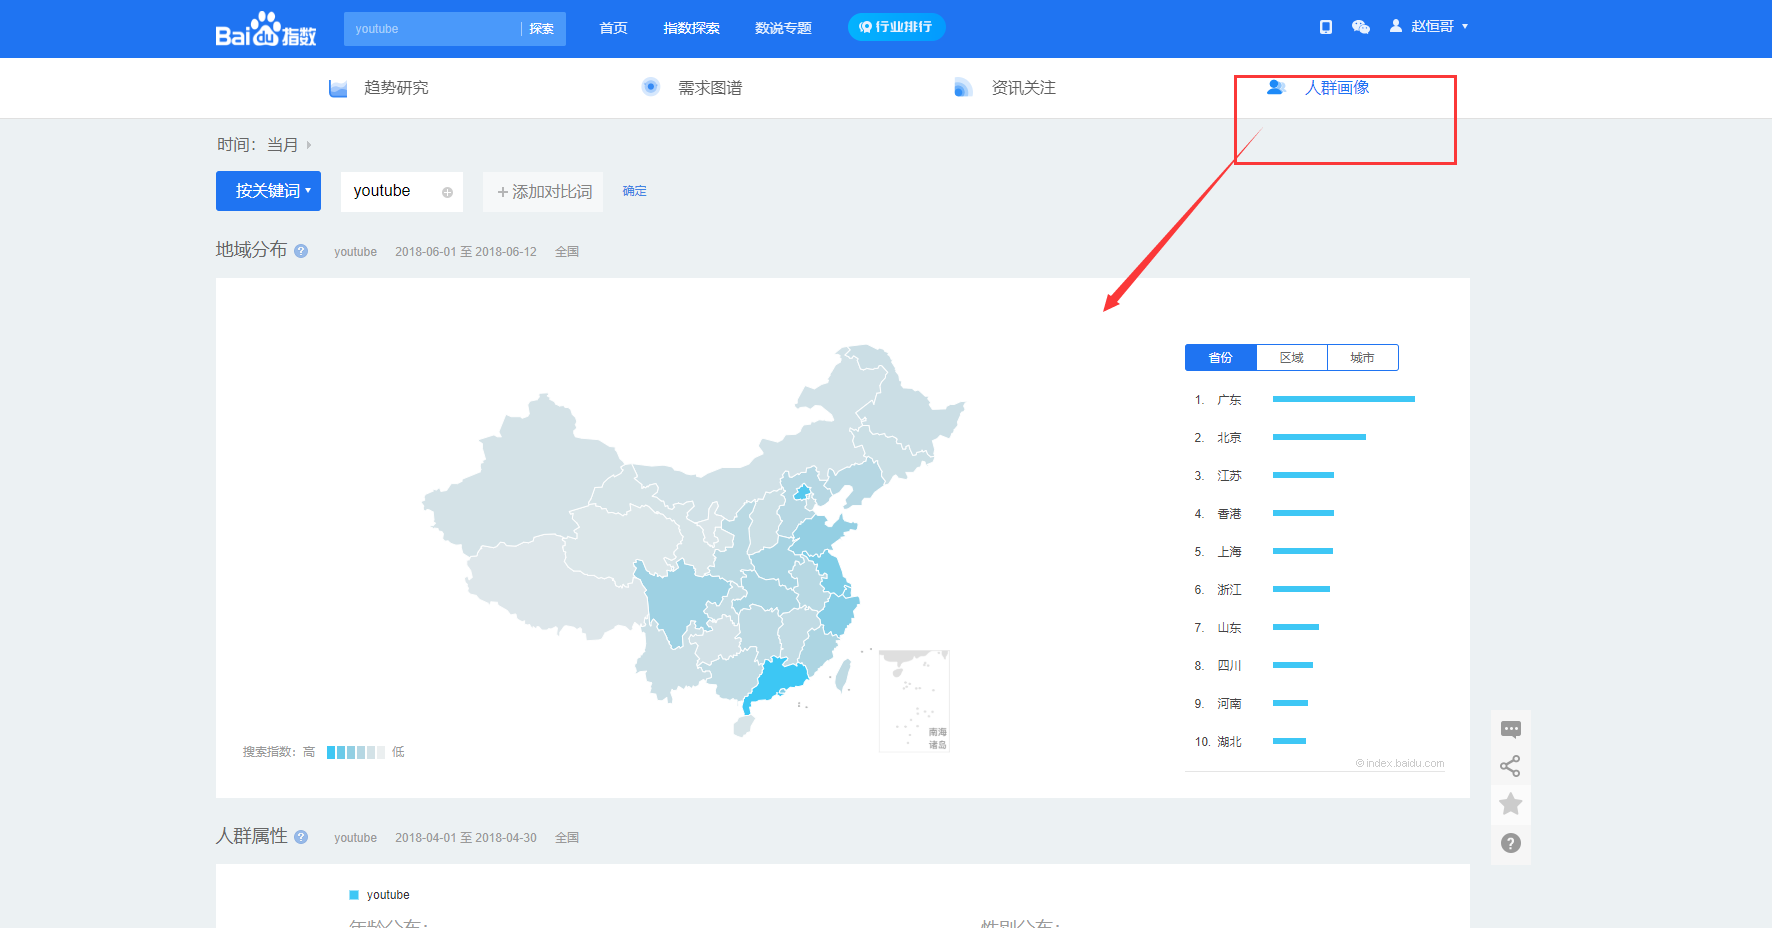 Bai du 指数
youtube 探索 首页 指数探索 数说专题 行业排行 赵恒哥
趋势研究 需求图谱 资讯关注 人群画像
时间： 当月
按关键词 youtube + 添加对比词 确定
地域分布 ? youtube 2018-06-01 至 2018-06-12 全国
省份 区域 城市
1. 广东
2. 北京
3. 江苏
4. 香港
5. 上海
6. 浙江
7. 山东
8. 四川
9. 河南
10. 湖北
南海
诸岛
搜索指数： 高 低
©index.baidu.com
人群属性 ? youtube 2018-04-01 至 2018-04-30 全国
youtube
年龄分布： 性别分布：